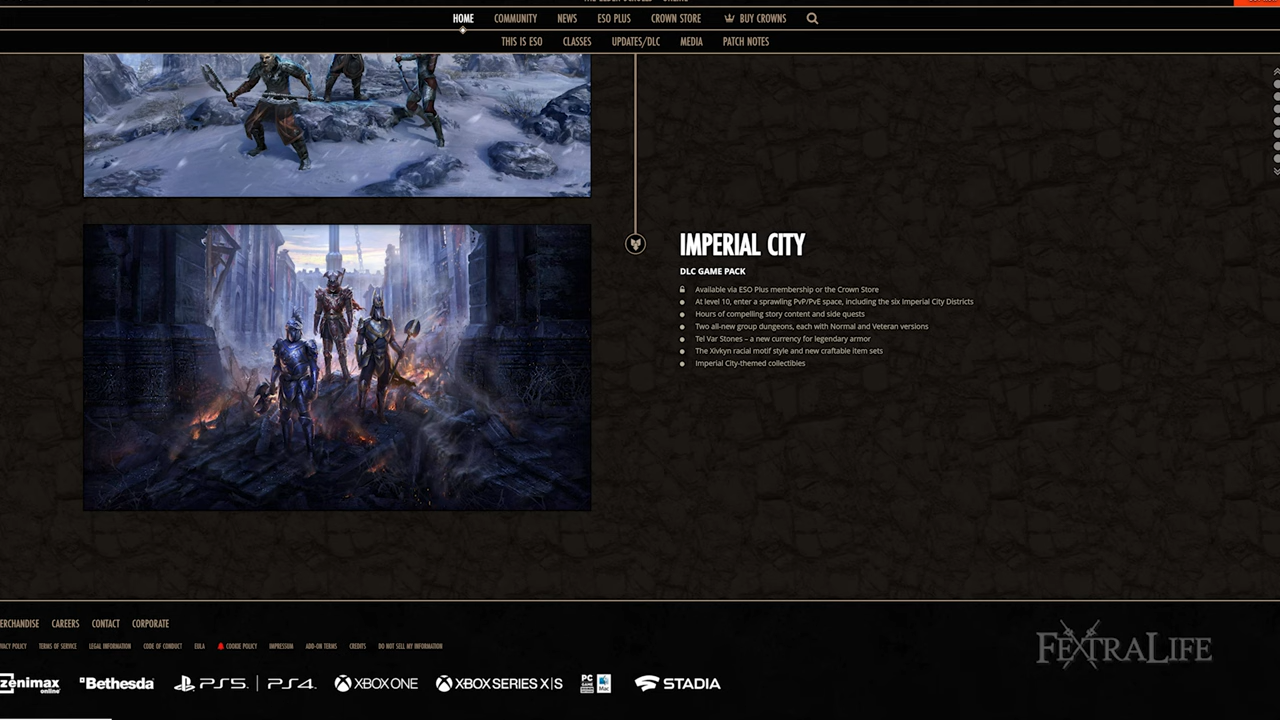 HOME COMMUNITY NEWS ESO PLUS CROWN STORE BUY CROWNS
THIS IS ESO CLASSES UPDATES/DLC MEDIA PATCH NOTES
IMPERIAL CITY
DLC GAME PACK
Available via ESO Plus membership or the Crown Store
At level 10, enter a sprawling PvP/PvE space, including the six Imperial City Districts
Hours of compelling story content and side quests
Two all-new group dungeons, each with Normal and Veteran versions
Tel Var Stones – a new currency for legendary armor
The Xivkyn racial motif style and new craftable item sets
Imperial City-themed collectibles
ERCHANDISE CAREERS CONTACT CORPORATE
VACY POLICY TERMS OF SERVICE LEGAL INFORMATION CODE OF CONDUCT EULA COOKIE POLICY IMPRESSUM ADD-ON TERMS CREDITS DO NOT SELL MY INFORMATION
FEXTRALIFE
zenimax online Bethesda PS5 | PS4 XBOX ONE XBOX SERIES X|S PC Mac STADIA